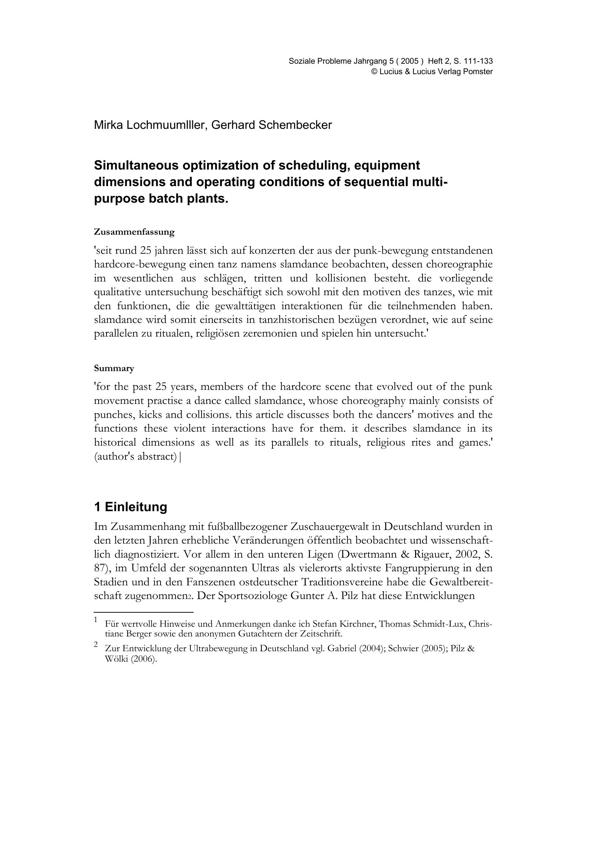 Soziale Probleme Jahrgang 5 ( 2005 ) Heft 2, S. 111-133
© Lucius & Lucius Verlag Pomster
Mirka Lochmuumlller, Gerhard Schembecker
Simultaneous optimization of scheduling, equipment
dimensions and operating conditions of sequential multi-
purpose batch plants.
Zusammenfassung
'seit rund 25 jahren lässt sich auf konzerten der aus der punk-bewegung entstandenen
hardcore-bewegung einen tanz namens slamdance beobachten, dessen choreographie
im wesentlichen aus schlägen, tritten und kollisionen besteht. die vorliegende
qualitative untersuchung beschäftigt sich sowohl mit den motiven des tanzes, wie mit
den funktionen, die die gewalttätigen interaktionen für die teilnehmenden haben.
slamdance wird somit einerseits in tanzhistorischen bezügen verordnet, wie auf seine
parallelen zu ritualen, religiösen zeremonien und spielen hin untersucht.'
Summary
'for the past 25 years, members of the hardcore scene that evolved out of the punk
movement practise a dance called slamdance, whose choreography mainly consists of
punches, kicks and collisions. this article discusses both the dancers' motives and the
functions these violent interactions have for them. it describes slamdance in its
historical dimensions as well as its parallels to rituals, religious rites and games.'
(author's abstract)|
1 Einleitung
Im Zusammenhang mit fußballbezogener Zuschauergewalt in Deutschland wurden in
den letzten Jahren erhebliche Veränderungen öffentlich beobachtet und wissenschaft-
lich diagnostiziert. Vor allem in den unteren Ligen (Dwertmann & Rigauer, 2002, S.
87), im Umfeld der sogenannten Ultras als vielerorts aktivste Fangruppierung in den
Stadien und in den Fanszenen ostdeutscher Traditionsvereine habe die Gewaltbereit-
schaft zugenommen2. Der Sportsoziologe Gunter A. Pilz hat diese Entwicklungen
1 Für wertvolle Hinweise und Anmerkungen danke ich Stefan Kirchner, Thomas Schmidt-Lux, Chris-
tiane Berger sowie den anonymen Gutachtern der Zeitschrift.
2 Zur Entwicklung der Ultrabewegung in Deutschland vgl. Gabriel (2004); Schwier (2005); Pilz &
Wölki (2006).